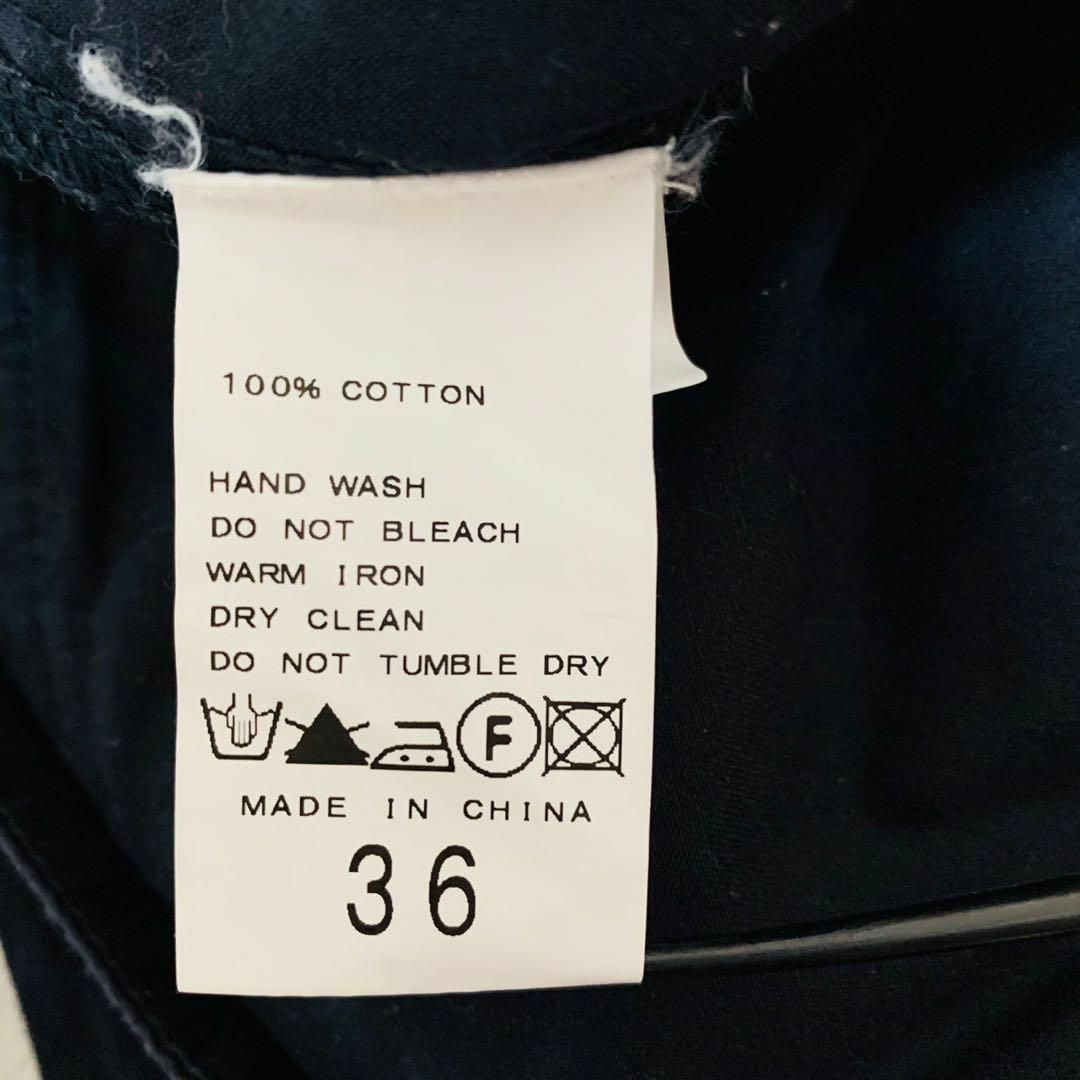 100% COTTON
HAND WASH
DO NOT BLEACH
WARM IRON
DRY CLEAN
DO NOT TUMBLE DRY
F
MADE IN CHINA
36